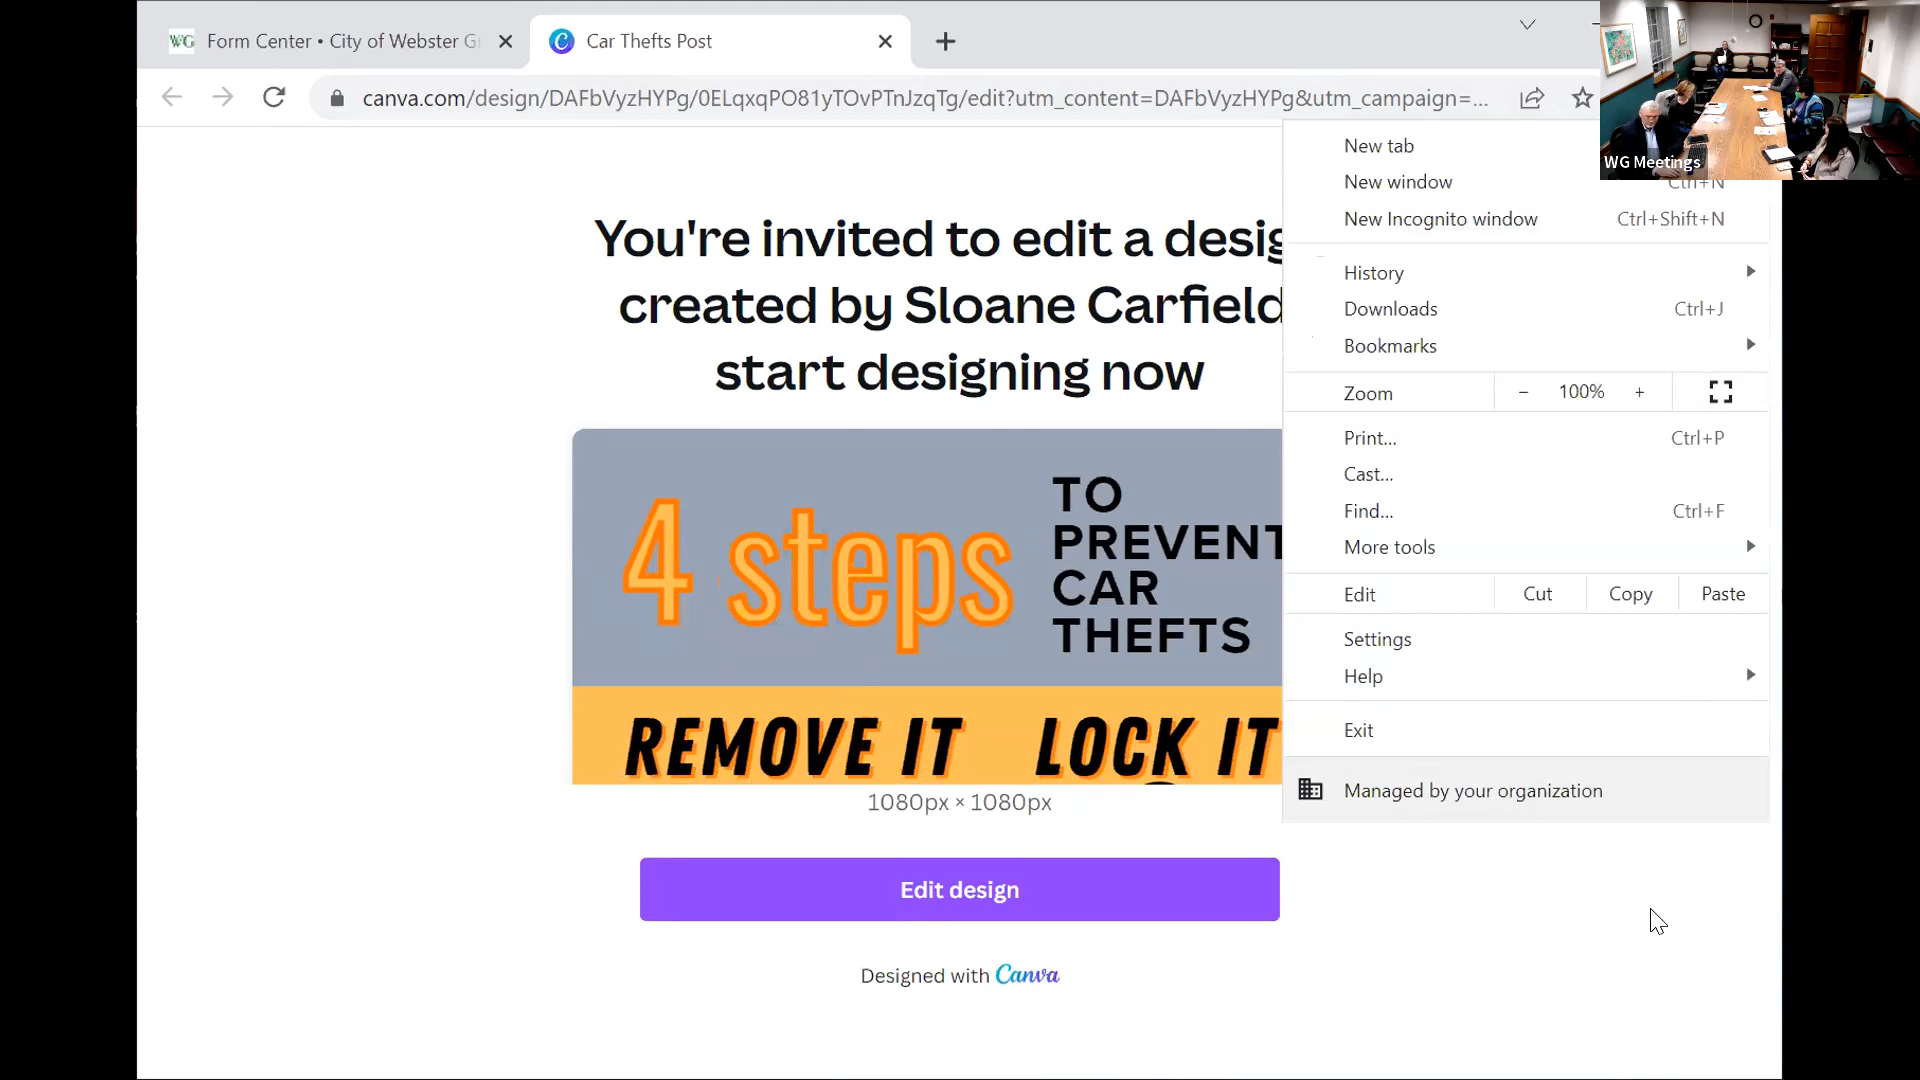 Form Center • City of Webster G
Car Thefts Post
canva.com/design/DAFbVyzHYPg/0ELqxqPO81yTOvPTnJzqTg/edit?utm_content=DAFbVyzHYPg&utm_campaign=...
WG Meetings
You're invited to edit a desig
created by Sloane Carfield
start designing now
4 steps
TO
PREVENT
CAR
THEFTS
REMOVE IT LOCK IT
1080px × 1080px
Edit design
Designed with Canva
New tab
New window Ctrl+N
New Incognito window Ctrl+Shift+N
History
Downloads Ctrl+J
Bookmarks
Zoom − 100% +
Print... Ctrl+P
Cast...
Find... Ctrl+F
More tools
Edit Cut Copy Paste
Settings
Help
Exit
Managed by your organization